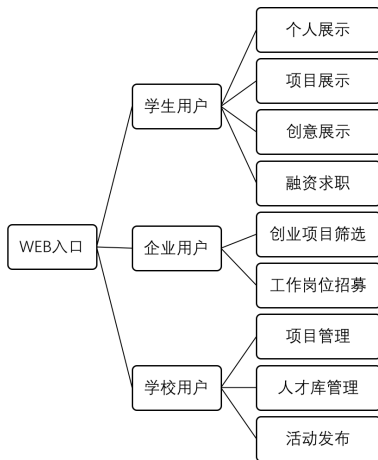 WEB入口
学生用户
个人展示
项目展示
创意展示
融资求职
企业用户
创业项目筛选
工作岗位招募
学校用户
项目管理
人才库管理
活动发布